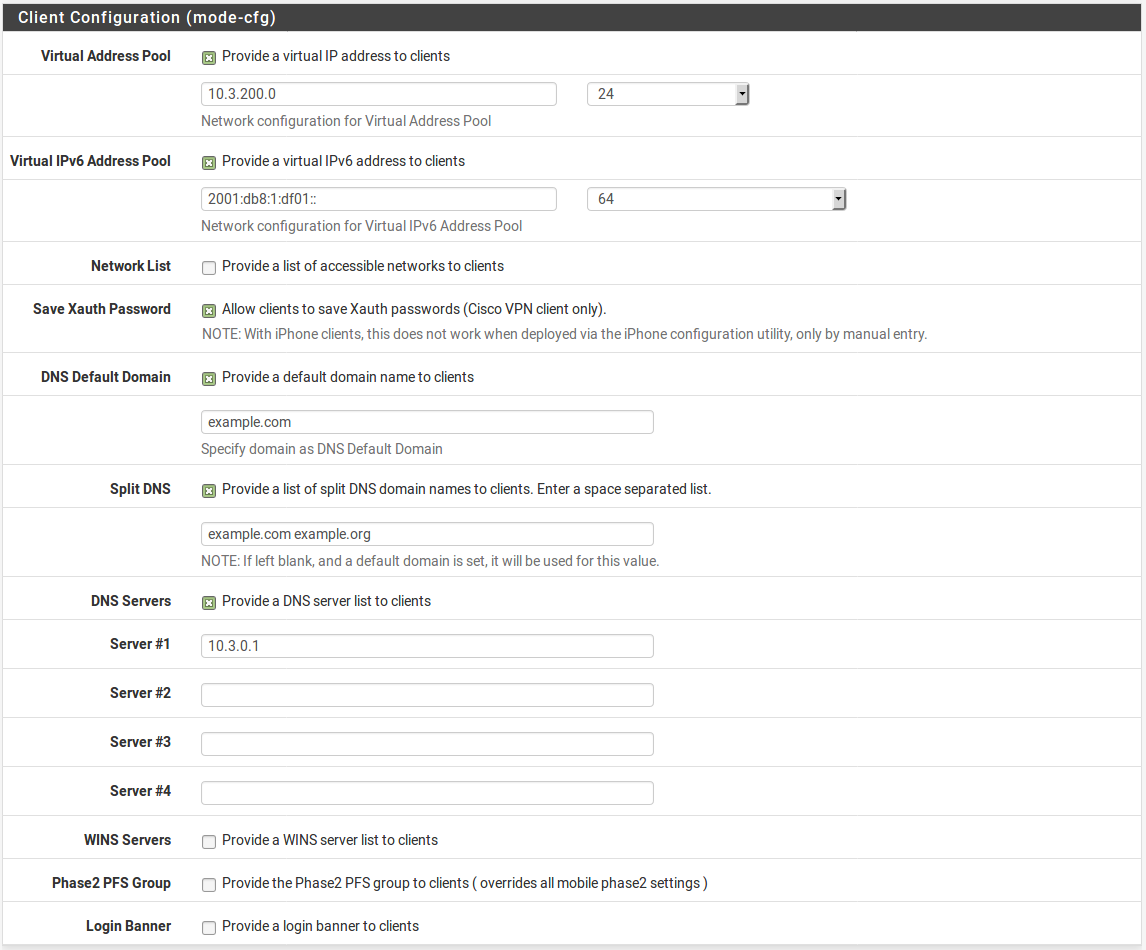 Client Configuration (mode-cfg)
Virtual Address Pool Provide a virtual IP address to clients
10.3.200.0 24
Network configuration for Virtual Address Pool
Virtual IPv6 Address Pool Provide a virtual IPv6 address to clients
2001:db8:1:df01:: 64
Network configuration for Virtual IPv6 Address Pool
Network List Provide a list of accessible networks to clients
Save Xauth Password Allow clients to save Xauth passwords (Cisco VPN client only).
NOTE: With iPhone clients, this does not work when deployed via the iPhone configuration utility, only by manual entry.
DNS Default Domain Provide a default domain name to clients
example.com
Specify domain as DNS Default Domain
Split DNS Provide a list of split DNS domain names to clients. Enter a space separated list.
example.com example.org
NOTE: If left blank, and a default domain is set, it will be used for this value.
DNS Servers Provide a DNS server list to clients
Server #1 10.3.0.1
Server #2
Server #3
Server #4
WINS Servers Provide a WINS server list to clients
Phase2 PFS Group Provide the Phase2 PFS group to clients ( overrides all mobile phase2 settings )
Login Banner Provide a login banner to clients